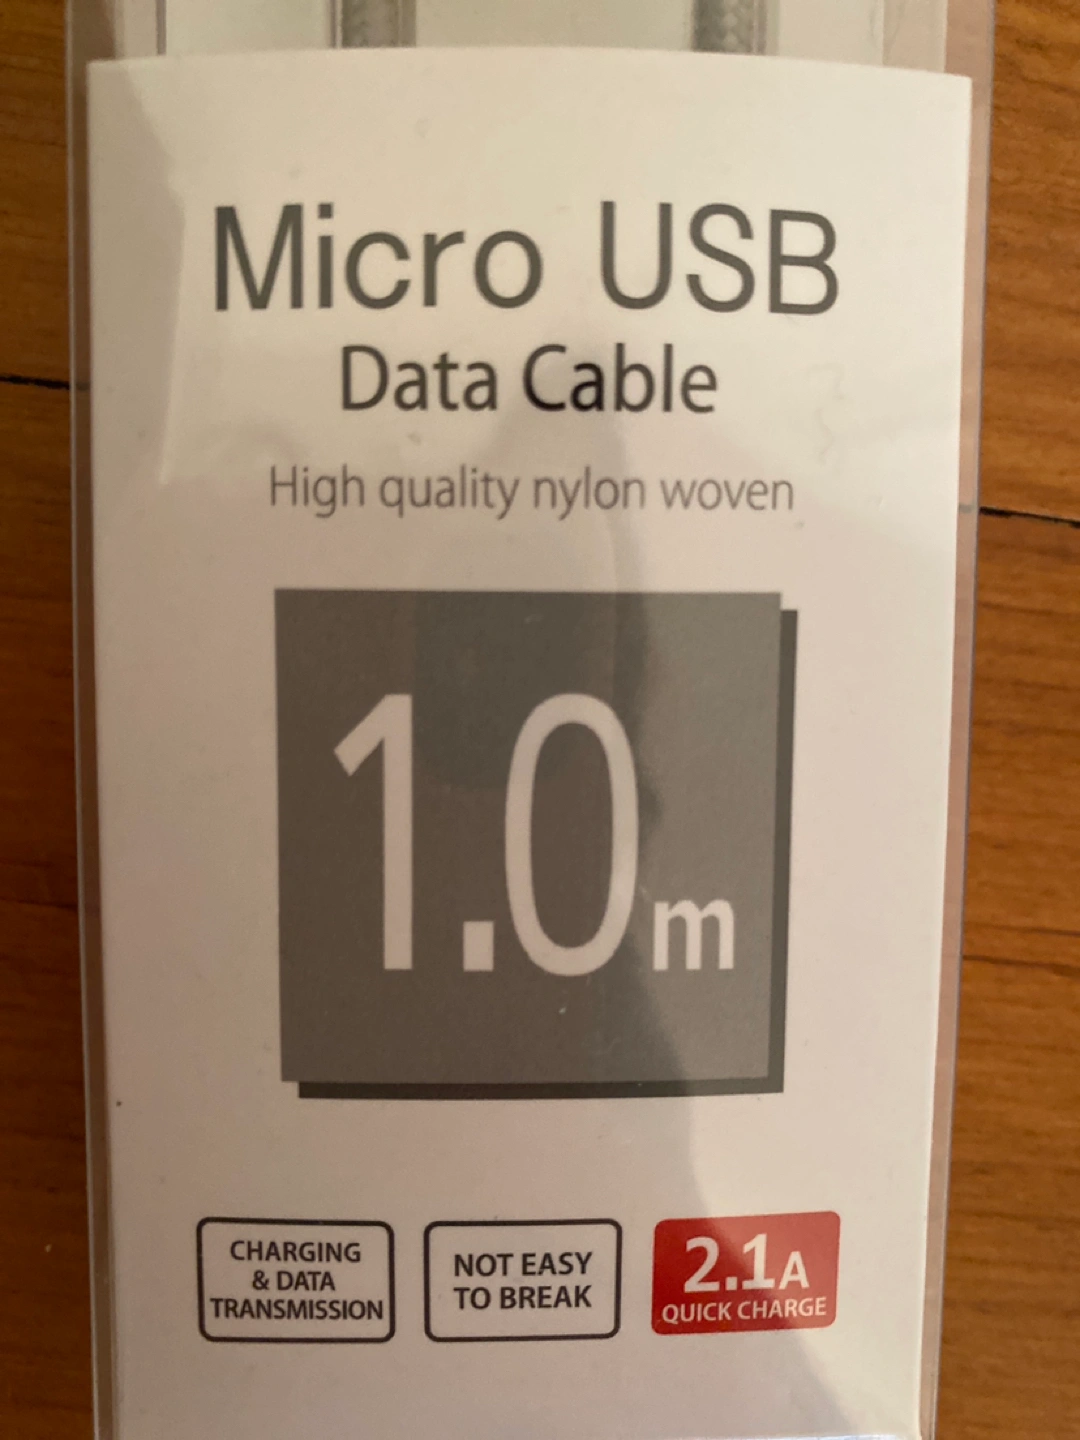 Micro USB
Data Cable
High quality nylon woven
1.0m
CHARGING
& DATA
TRANSMISSION
NOT EASY
TO BREAK
2.1A
QUICK CHARGE